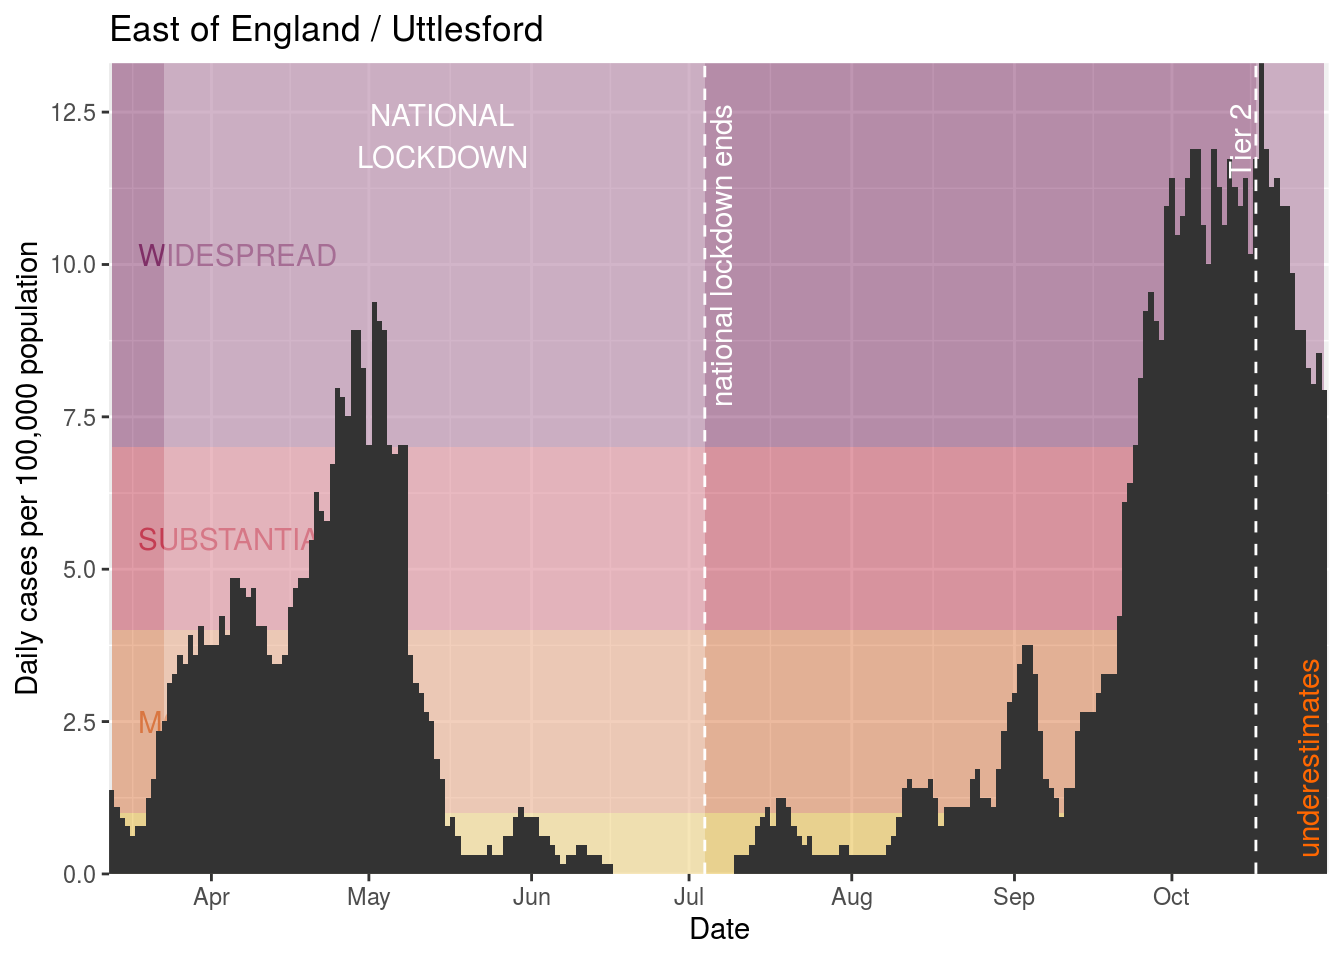 East of England / Uttlesford
Daily cases per 100,000 population
12.5
10.0
7.5
5.0
2.5
0.0
NATIONAL
LOCKDOWN
WIDESPREAD
SUBSTANTIA
M
national lockdown ends
Tier 2
underestimates
Apr
May
Jun
Jul
Aug
Sep
Oct
Date